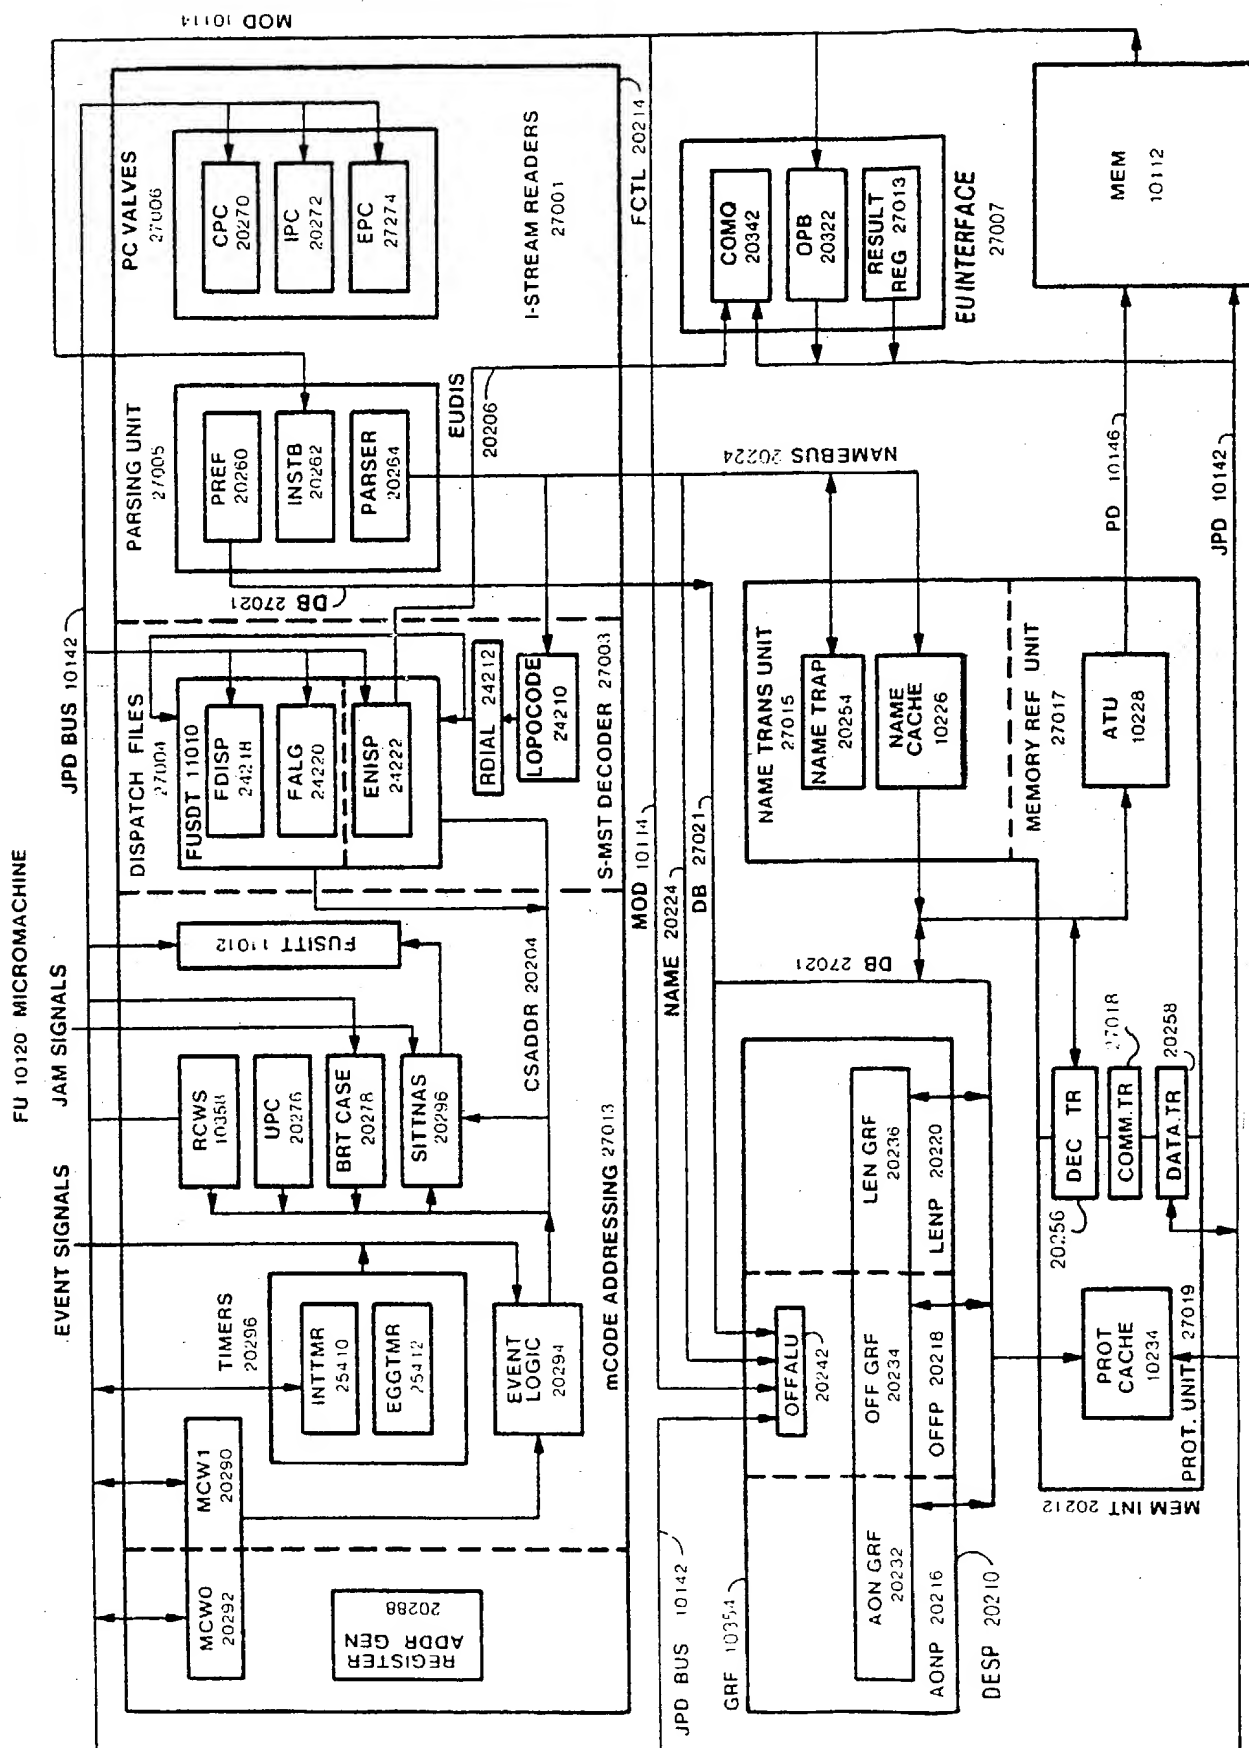 FU 10120 MICROMACHINE
MOD 10114
JPD BUS 10142
JAM SIGNALS
EVENT SIGNALS
PC VALVES
27006
CPC
20270
IPC
20272
EPC
27274
I-STREAM READERS
27001
FCTL 20214
PARSING UNIT
27005
PREF
20260
INSTB
20262
PARSER
20264
EUDIS
20206
DB 27021
DISPATCH FILES
27004
FUSDT 11010
FDISP
24218
FALG
24220
ENISP
24222
RDIAL 24212
LOPOCODE
24210
S-MST DECODER 27003
FUSITT 11012
RCWS
10358
UPC
20276
BRT CASE
20278
SITTNAS
20296
CSADDR 20204
TIMERS
20296
INTTMR
25410
EGGTMR
25412
EVENT
LOGIC
20294
mCODE ADDRESSING 27013
MCW1
20290
MCW0
20292
REGISTER
ADDR GEN
20288
COMQ
20342
OPB
20322
RESULT
REG 27013
EU INTERFACE
27007
MEM
10112
NAMEBUS 20224
PD 10146
JPD 10142
MOD 10114
NAME 20224
DB 27021
NAME TRANS UNIT
27015
NAME TRAP
20254
NAME
CACHE
10226
MEMORY REF UNIT
27017
ATU
10228
DB 27021
DEC TR
20256
COMM.TR
27018
DATA.TR
20258
PROT
CACHE
10234
PROT. UNIT 27019
MEM INT 20212
JPD BUS 10142
GRF 10354
OFFALU
20242
LEN GRF
20236
OFF GRF
20234
AON GRF
20232
LENP 20220
OFFP 20218
AONP 20216
DESP 20210